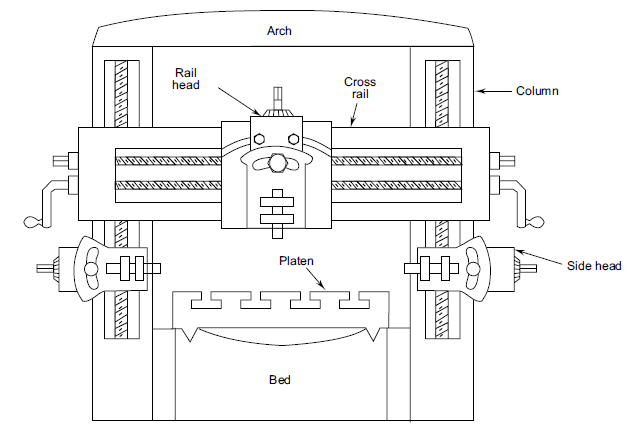 Arch
Rail
head
Cross
rail
Column
Platen
Side head
Bed